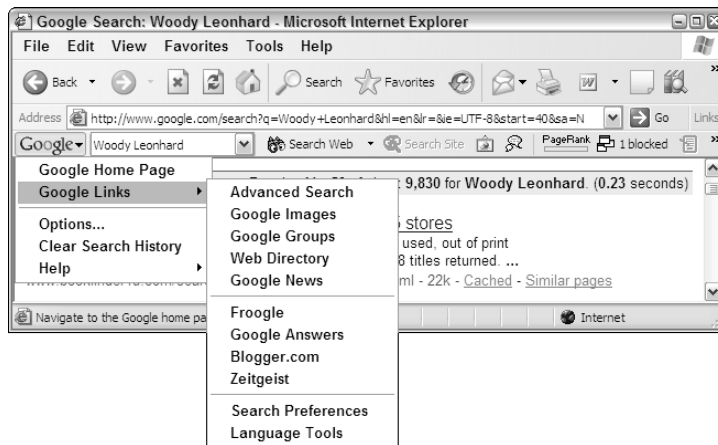 Google Search: Woody Leonhard - Microsoft Internet Explorer
File Edit View Favorites Tools Help
Back Search Favorites »
Address http://www.google.com/search?q=Woody+Leonhard&hl=en&lr=&ie=UTF-8&start=40&sa=N Go Links
Google Woody Leonhard Search Web Search Site PageRank 1 blocked »
Google Home Page
Google Links
Options...
Clear Search History
Help
9,830 for Woody Leonhard. (0.23 seconds)
stores
used, out of print
8 titles returned. ...
ml - 22k - Cached - Similar pages
Advanced Search
Google Images
Google Groups
Web Directory
Google News
Froogle
Google Answers
Blogger.com
Zeitgeist
Search Preferences
Language Tools
Navigate to the Google home pa Internet